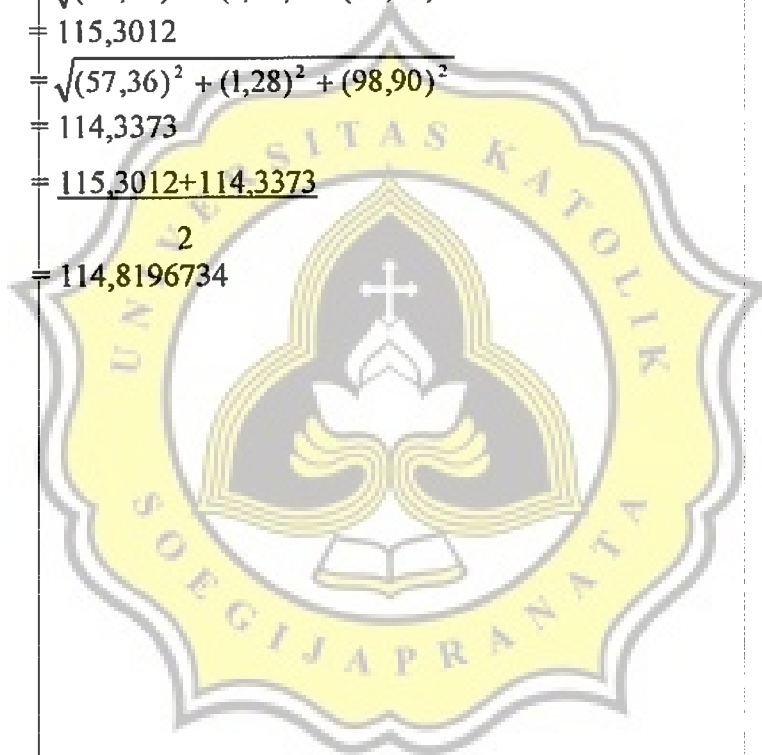 = 115,3012
= √(57,36)² + (1,28)² + (98,90)²
= 114,3373
= 115,3012+114,3373
2
= 114,8196734
UNIVERSITAS KATOLIK
SOEGIJAPRANATA